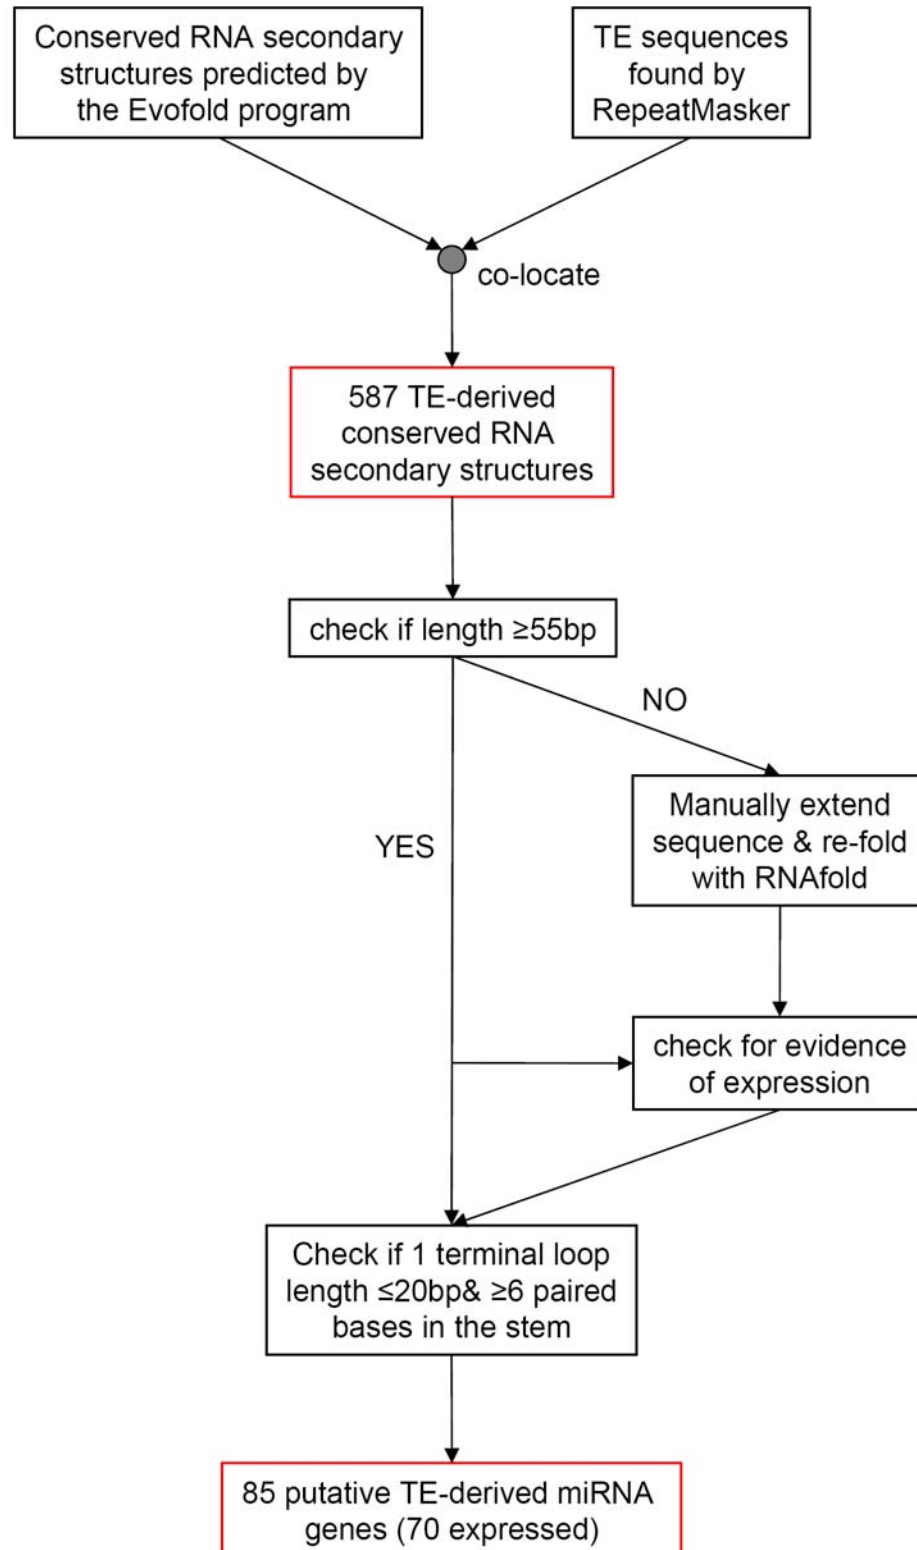 Conserved RNA secondary
structures predicted by
the Evofold program
TE sequences
found by
RepeatMasker
co-locate
587 TE-derived
conserved RNA
secondary structures
check if length ≥55bp
NO
YES
Manually extend
sequence & re-fold
with RNAfold
check for evidence
of expression
Check if 1 terminal loop
length ≤20bp& ≥6 paired
bases in the stem
85 putative TE-derived miRNA
genes (70 expressed)